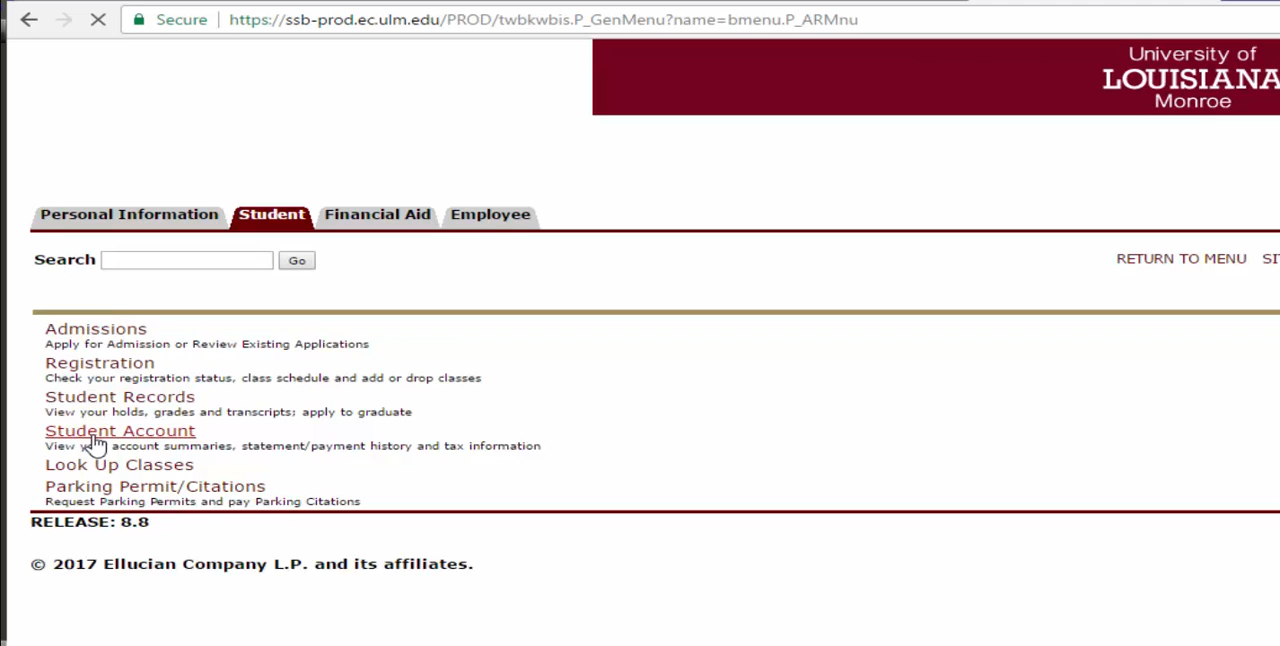 Secure https://ssb-prod.ec.ulm.edu/PROD/twbkwbis.P_GenMenu?name=bmenu.P_ARMnu
University of
LOUISIANA
Monroe
Personal Information Student Financial Aid Employee
Search Go RETURN TO MENU
Admissions
Apply for Admission or Review Existing Applications
Registration
Check your registration status, class schedule and add or drop classes
Student Records
View your holds, grades and transcripts; apply to graduate
Student Account
View account summaries, statement/payment history and tax information
Look Up Classes
Parking Permit/Citations
Request Parking Permits and pay Parking Citations
RELEASE: 8.8
© 2017 Ellucian Company L.P. and its affiliates.